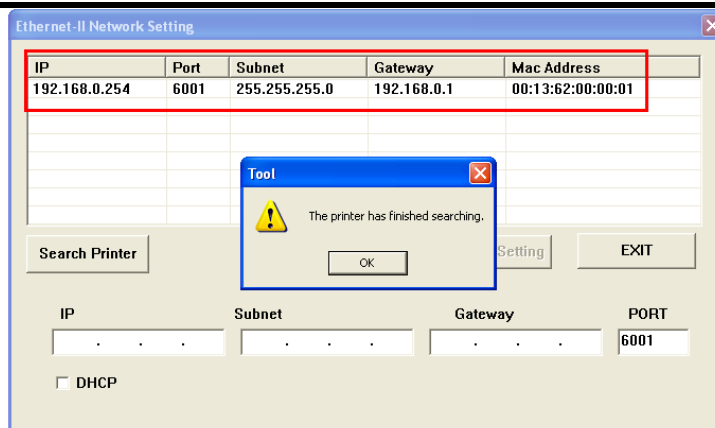 Ethernet-II Network Setting
IP Port Subnet Gateway Mac Address
192.168.0.254 6001 255.255.255.0 192.168.0.1 00:13:62:00:00:01
Tool
The printer has finished searching.
OK
Search Printer Setting EXIT
IP Subnet Gateway PORT
. . . . . . . . . 6001
DHCP